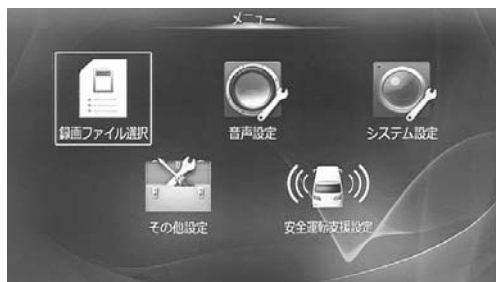 メニュー
録画ファイル選択
音声設定
システム設定
その他設定
安全運転支援設定